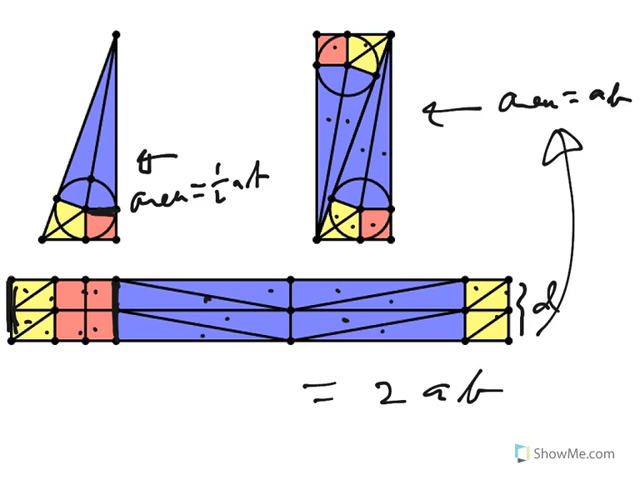 area = ab
area = 1/2 ab
d
= 2ab
ShowMe.com